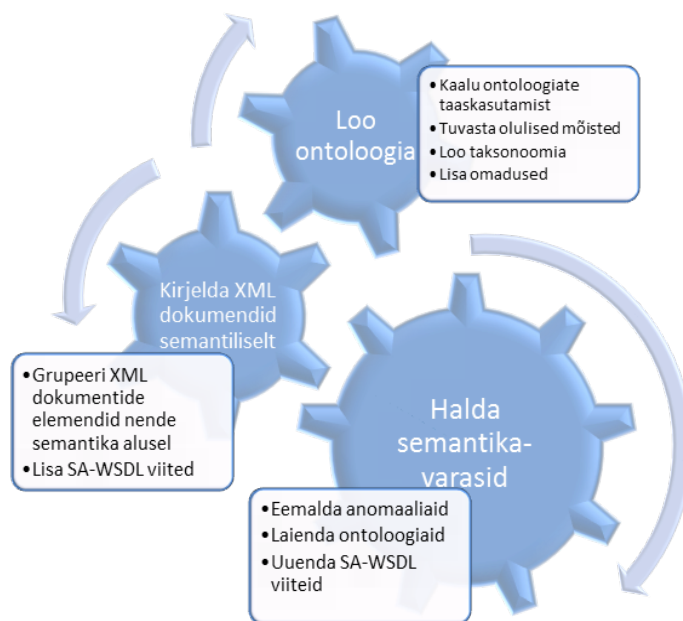 Loo
ontoloogia
• Kaalu ontoloogiate
taaskasutamist
• Tuvasta olulised mõisted
• Loo taksonoomia
• Lisa omadused
Kirjelda XML
dokumendid
semantiliselt
• Grupeeri XML
dokumentide
elemendid nende
semantika alusel
• Lisa SA-WSDL viited
Halda
semantika-
varasid
• Eemalda anomaaliaid
• Laienda ontoloogiaid
• Uuenda SA-WSDL
viiteid